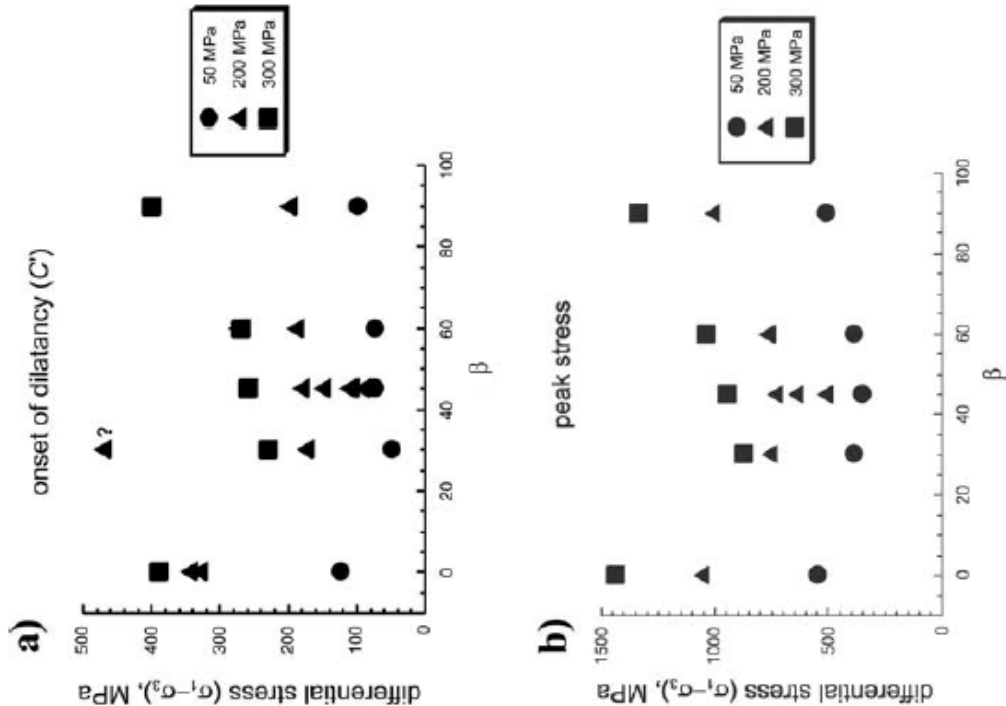 a)
onset of dilatancy (C')
differential stress (σ₁–σ₃), MPa
500
400
300
200
100
0
?
0
20
40
60
80
100
β
50 MPa
200 MPa
300 MPa
b)
peak stress
differential stress (σ₁–σ₃), MPa
1500
1000
500
0
0
20
40
60
80
100
β
50 MPa
200 MPa
300 MPa